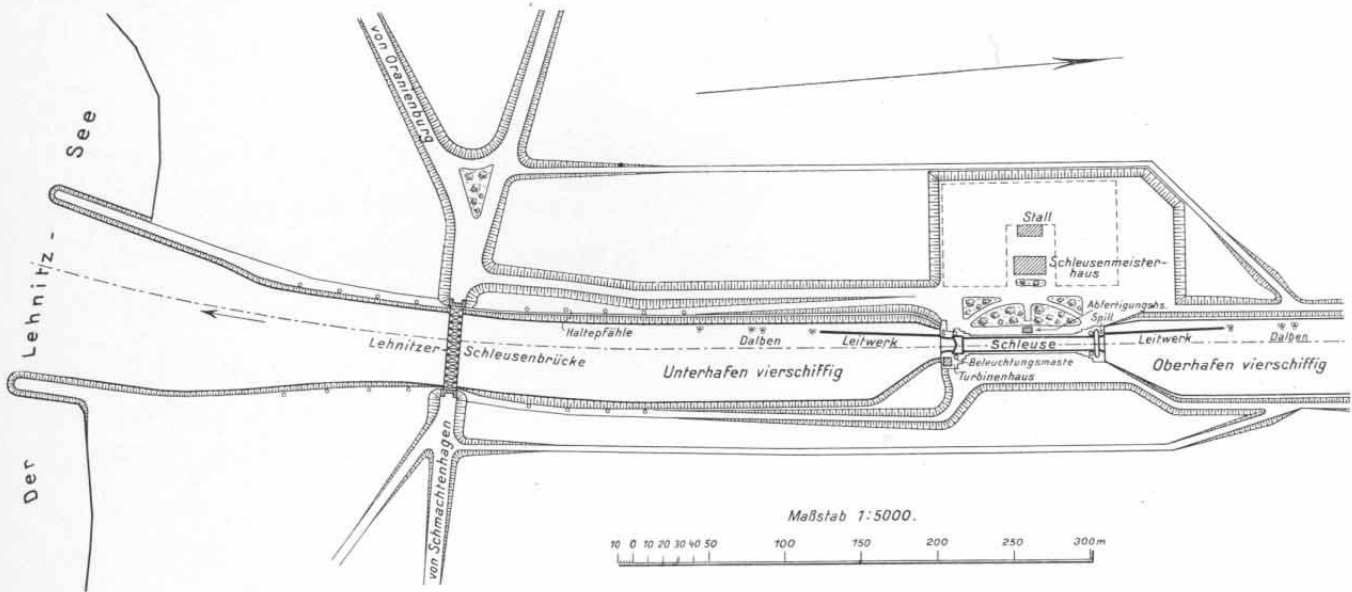 Der Lehnitz-See
von Oranienburg
Stall
Schleusenmeister-
haus
Abfertigungshs.
Spill
Haltepfähle
Dalben
Leitwerk
Schleuse
Leitwerk
Dalben
Lehnitzer
Schleusenbrücke
Beleuchtungsmaste
Turbinenhaus
Unterhafen vierschiffig
Oberhafen vierschiffig
von Schmachtenhagen
Maßstab 1:5000.
10 0 10 20 30 40 50 100 150 200 250 300 m